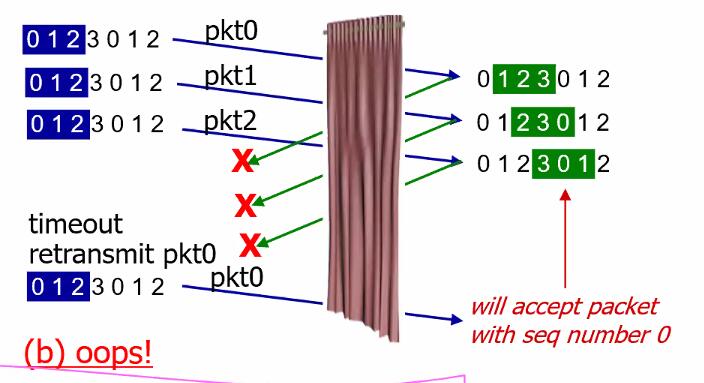 0 1 2 3 0 1 2 pkt0
0 1 2 3 0 1 2
0 1 2 3 0 1 2 pkt1
0 1 2 3 0 1 2
0 1 2 3 0 1 2 pkt2
0 1 2 3 0 1 2
X
X
X
timeout
retransmit pkt0
0 1 2 3 0 1 2 pkt0
will accept packet
with seq number 0
(b) oops!